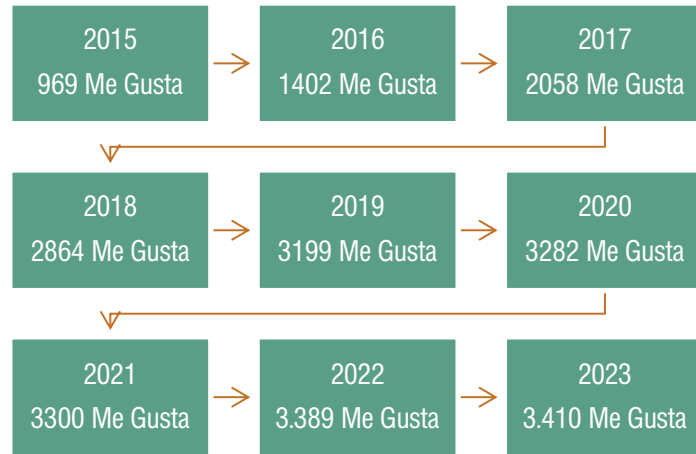 2015
969 Me Gusta
2016
1402 Me Gusta
2017
2058 Me Gusta
2018
2864 Me Gusta
2019
3199 Me Gusta
2020
3282 Me Gusta
2021
3300 Me Gusta
2022
3.389 Me Gusta
2023
3.410 Me Gusta